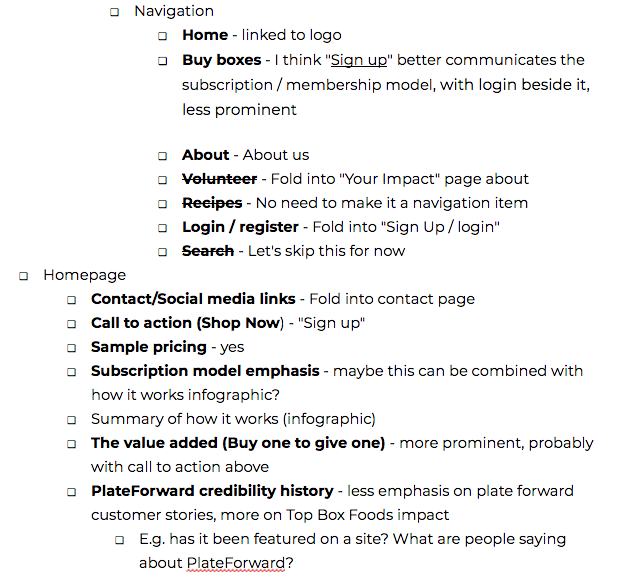 Navigation
Home - linked to logo
Buy boxes - I think "Sign up" better communicates the
subscription / membership model, with login beside it,
less prominent
About - About us
Volunteer - Fold into "Your Impact" page about
Recipes - No need to make it a navigation item
Login / register - Fold into "Sign Up / login"
Search - Let's skip this for now
Homepage
Contact/Social media links - Fold into contact page
Call to action (Shop Now) - "Sign up"
Sample pricing - yes
Subscription model emphasis - maybe this can be combined with
how it works infographic?
Summary of how it works (infographic)
The value added (Buy one to give one) - more prominent, probably
with call to action above
PlateForward credibility history - less emphasis on plate forward
customer stories, more on Top Box Foods impact
E.g. has it been featured on a site? What are people saying
about PlateForward?